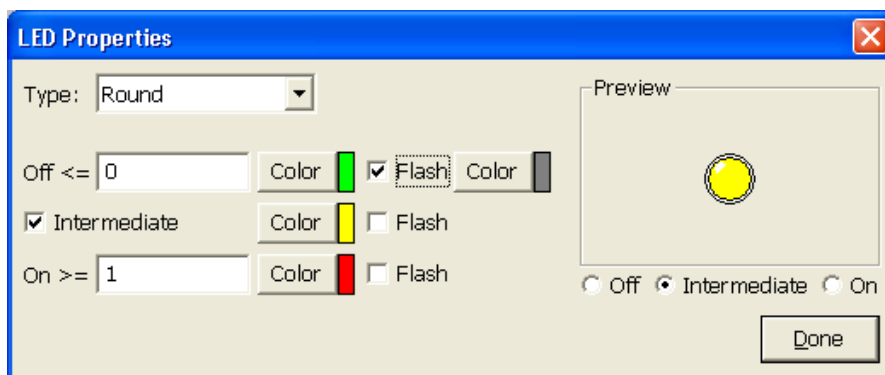 LED Properties
Type: Round
Preview
Off <= 0 Color Flash Color
Intermediate Color Flash
On >= 1 Color Flash
Off Intermediate On
Done